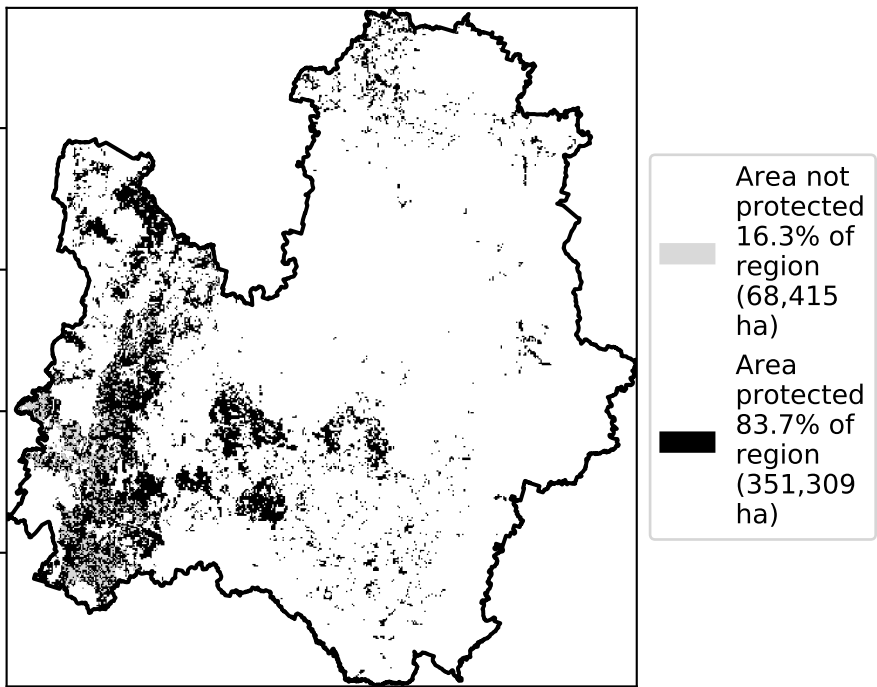 Area not
protected
16.3% of
region
(68,415
ha)
Area
protected
83.7% of
region
(351,309
ha)